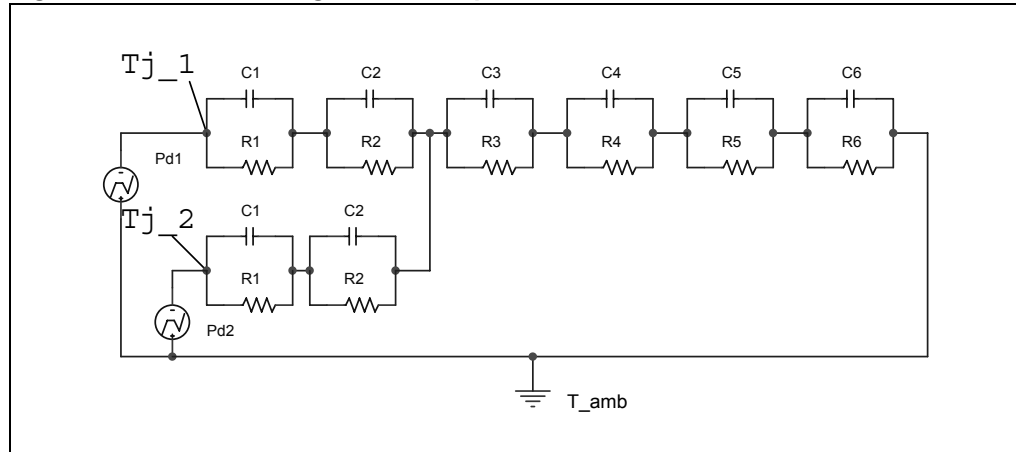 Tj_1
C1 C2 C3 C4 C5 C6
R1 R2 R3 R4 R5 R6
Pd1
Tj_2
C1 C2
R1 R2
Pd2
T_amb